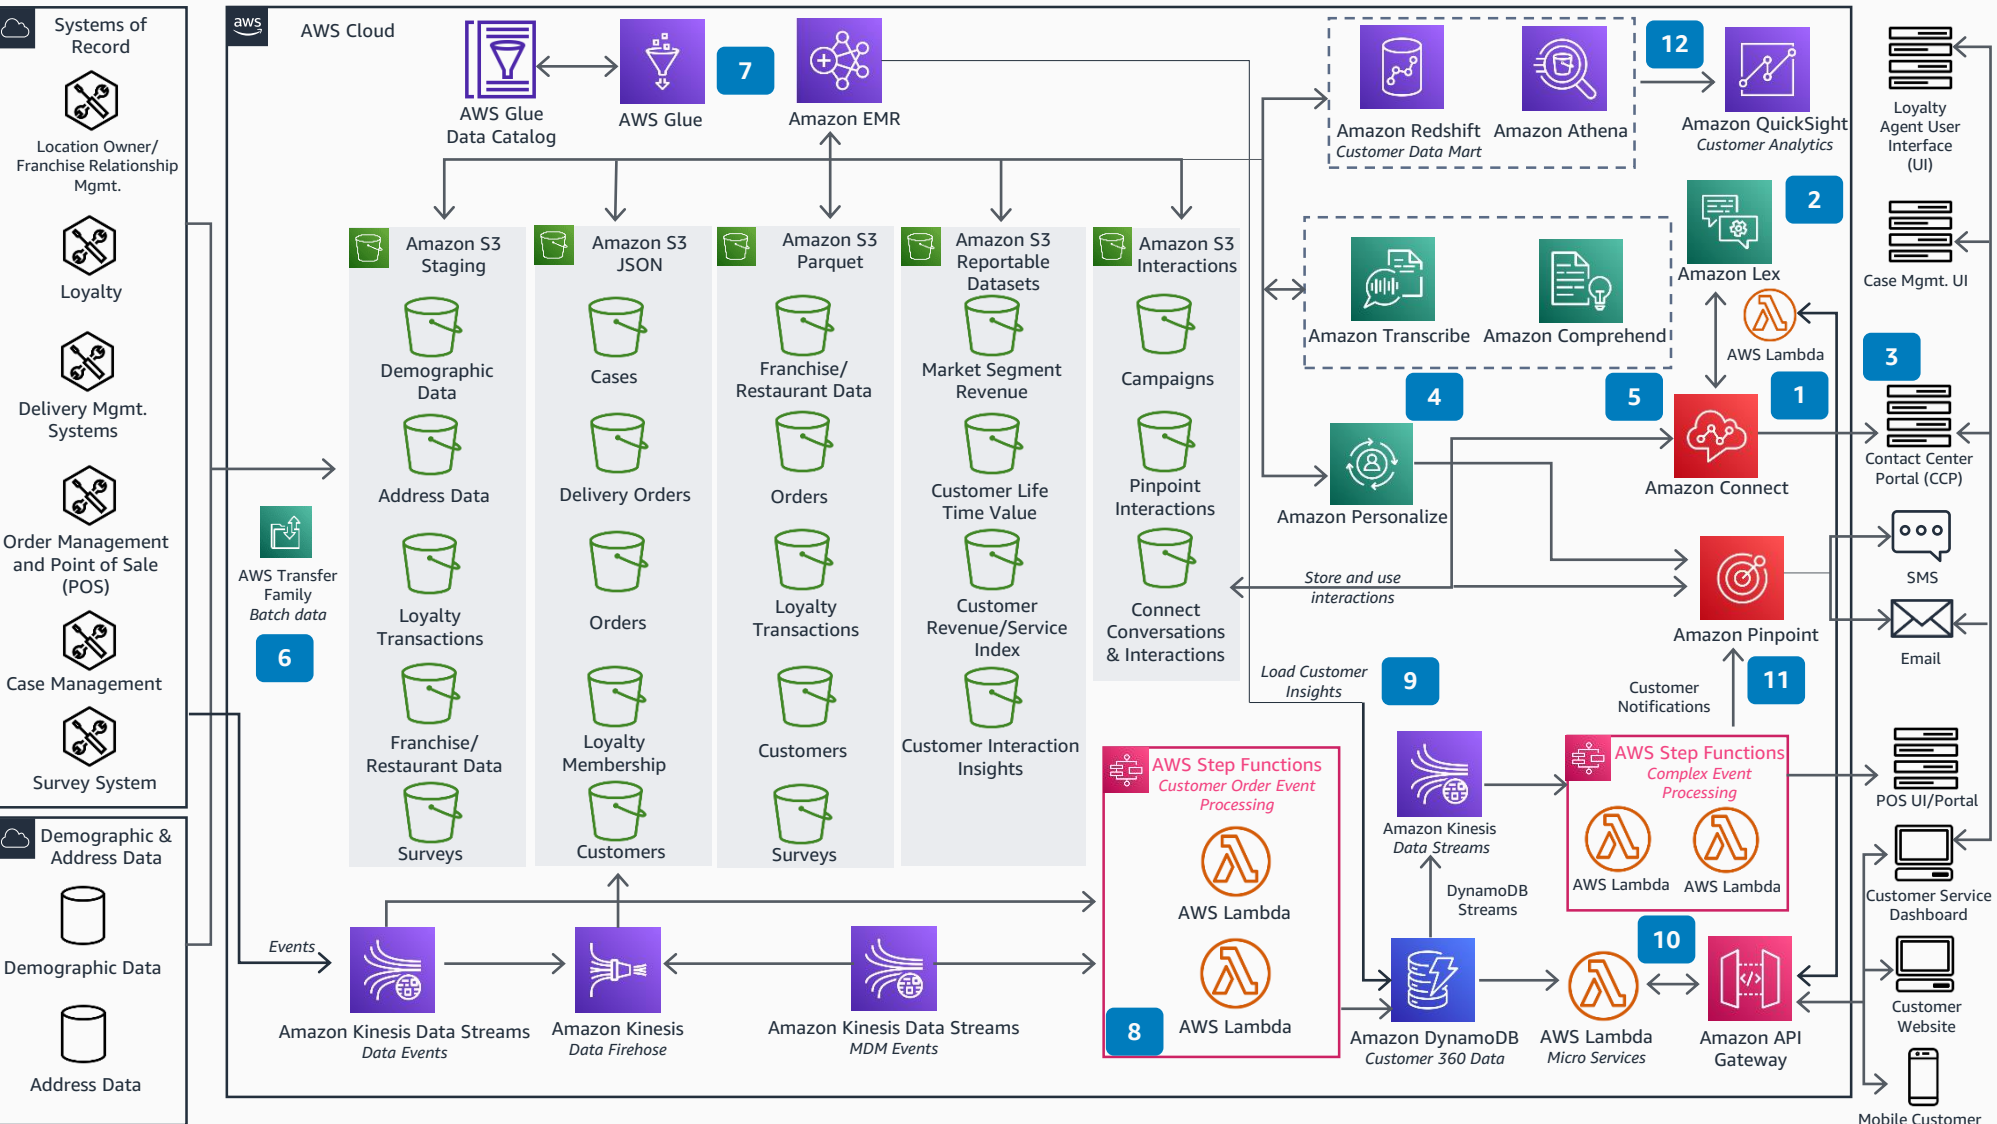 Systems of
Record
Location Owner/
Franchise Relationship
Mgmt.
Loyalty
Delivery Mgmt.
Systems
Order Management
and Point of Sale
(POS)
Case Management
Survey System
Demographic &
Address Data
Demographic Data
Address Data
AWS Transfer
Family
Batch data
6
Events
aws
AWS Cloud
AWS Glue
Data Catalog
AWS Glue
7
Amazon EMR
Amazon S3
Staging
Demographic
Data
Address Data
Loyalty
Transactions
Franchise/
Restaurant Data
Surveys
Amazon S3
JSON
Cases
Delivery Orders
Orders
Loyalty
Membership
Customers
Amazon S3
Parquet
Franchise/
Restaurant Data
Orders
Loyalty
Transactions
Customers
Surveys
Amazon S3
Reportable
Datasets
Market Segment
Revenue
Customer Life
Time Value
Customer
Revenue/Service
Index
Customer Interaction
Insights
Amazon S3
Interactions
Campaigns
Pinpoint
Interactions
Connect
Conversations
& Interactions
Amazon Kinesis Data Streams
Data Events
Amazon Kinesis
Data Firehose
Amazon Kinesis Data Streams
MDM Events
AWS Step Functions
Customer Order Event
Processing
AWS Lambda
AWS Lambda
8
Amazon Redshift
Customer Data Mart
Amazon Athena
12
Amazon QuickSight
Customer Analytics
2
Amazon Lex
AWS Lambda
Amazon Transcribe
Amazon Comprehend
4
5
1
3
Amazon Personalize
Amazon Connect
Store and use
interactions
Amazon Pinpoint
Load Customer
Insights
9
Customer
Notifications
11
Amazon Kinesis
Data Streams
DynamoDB
Streams
AWS Step Functions
Complex Event
Processing
AWS Lambda
AWS Lambda
10
Amazon DynamoDB
Customer 360 Data
AWS Lambda
Micro Services
Amazon API
Gateway
Loyalty
Agent User
Interface
(UI)
Case Mgmt. UI
Contact Center
Portal (CCP)
SMS
Email
POS UI/Portal
Customer Service
Dashboard
Customer
Website
Mobile Customer